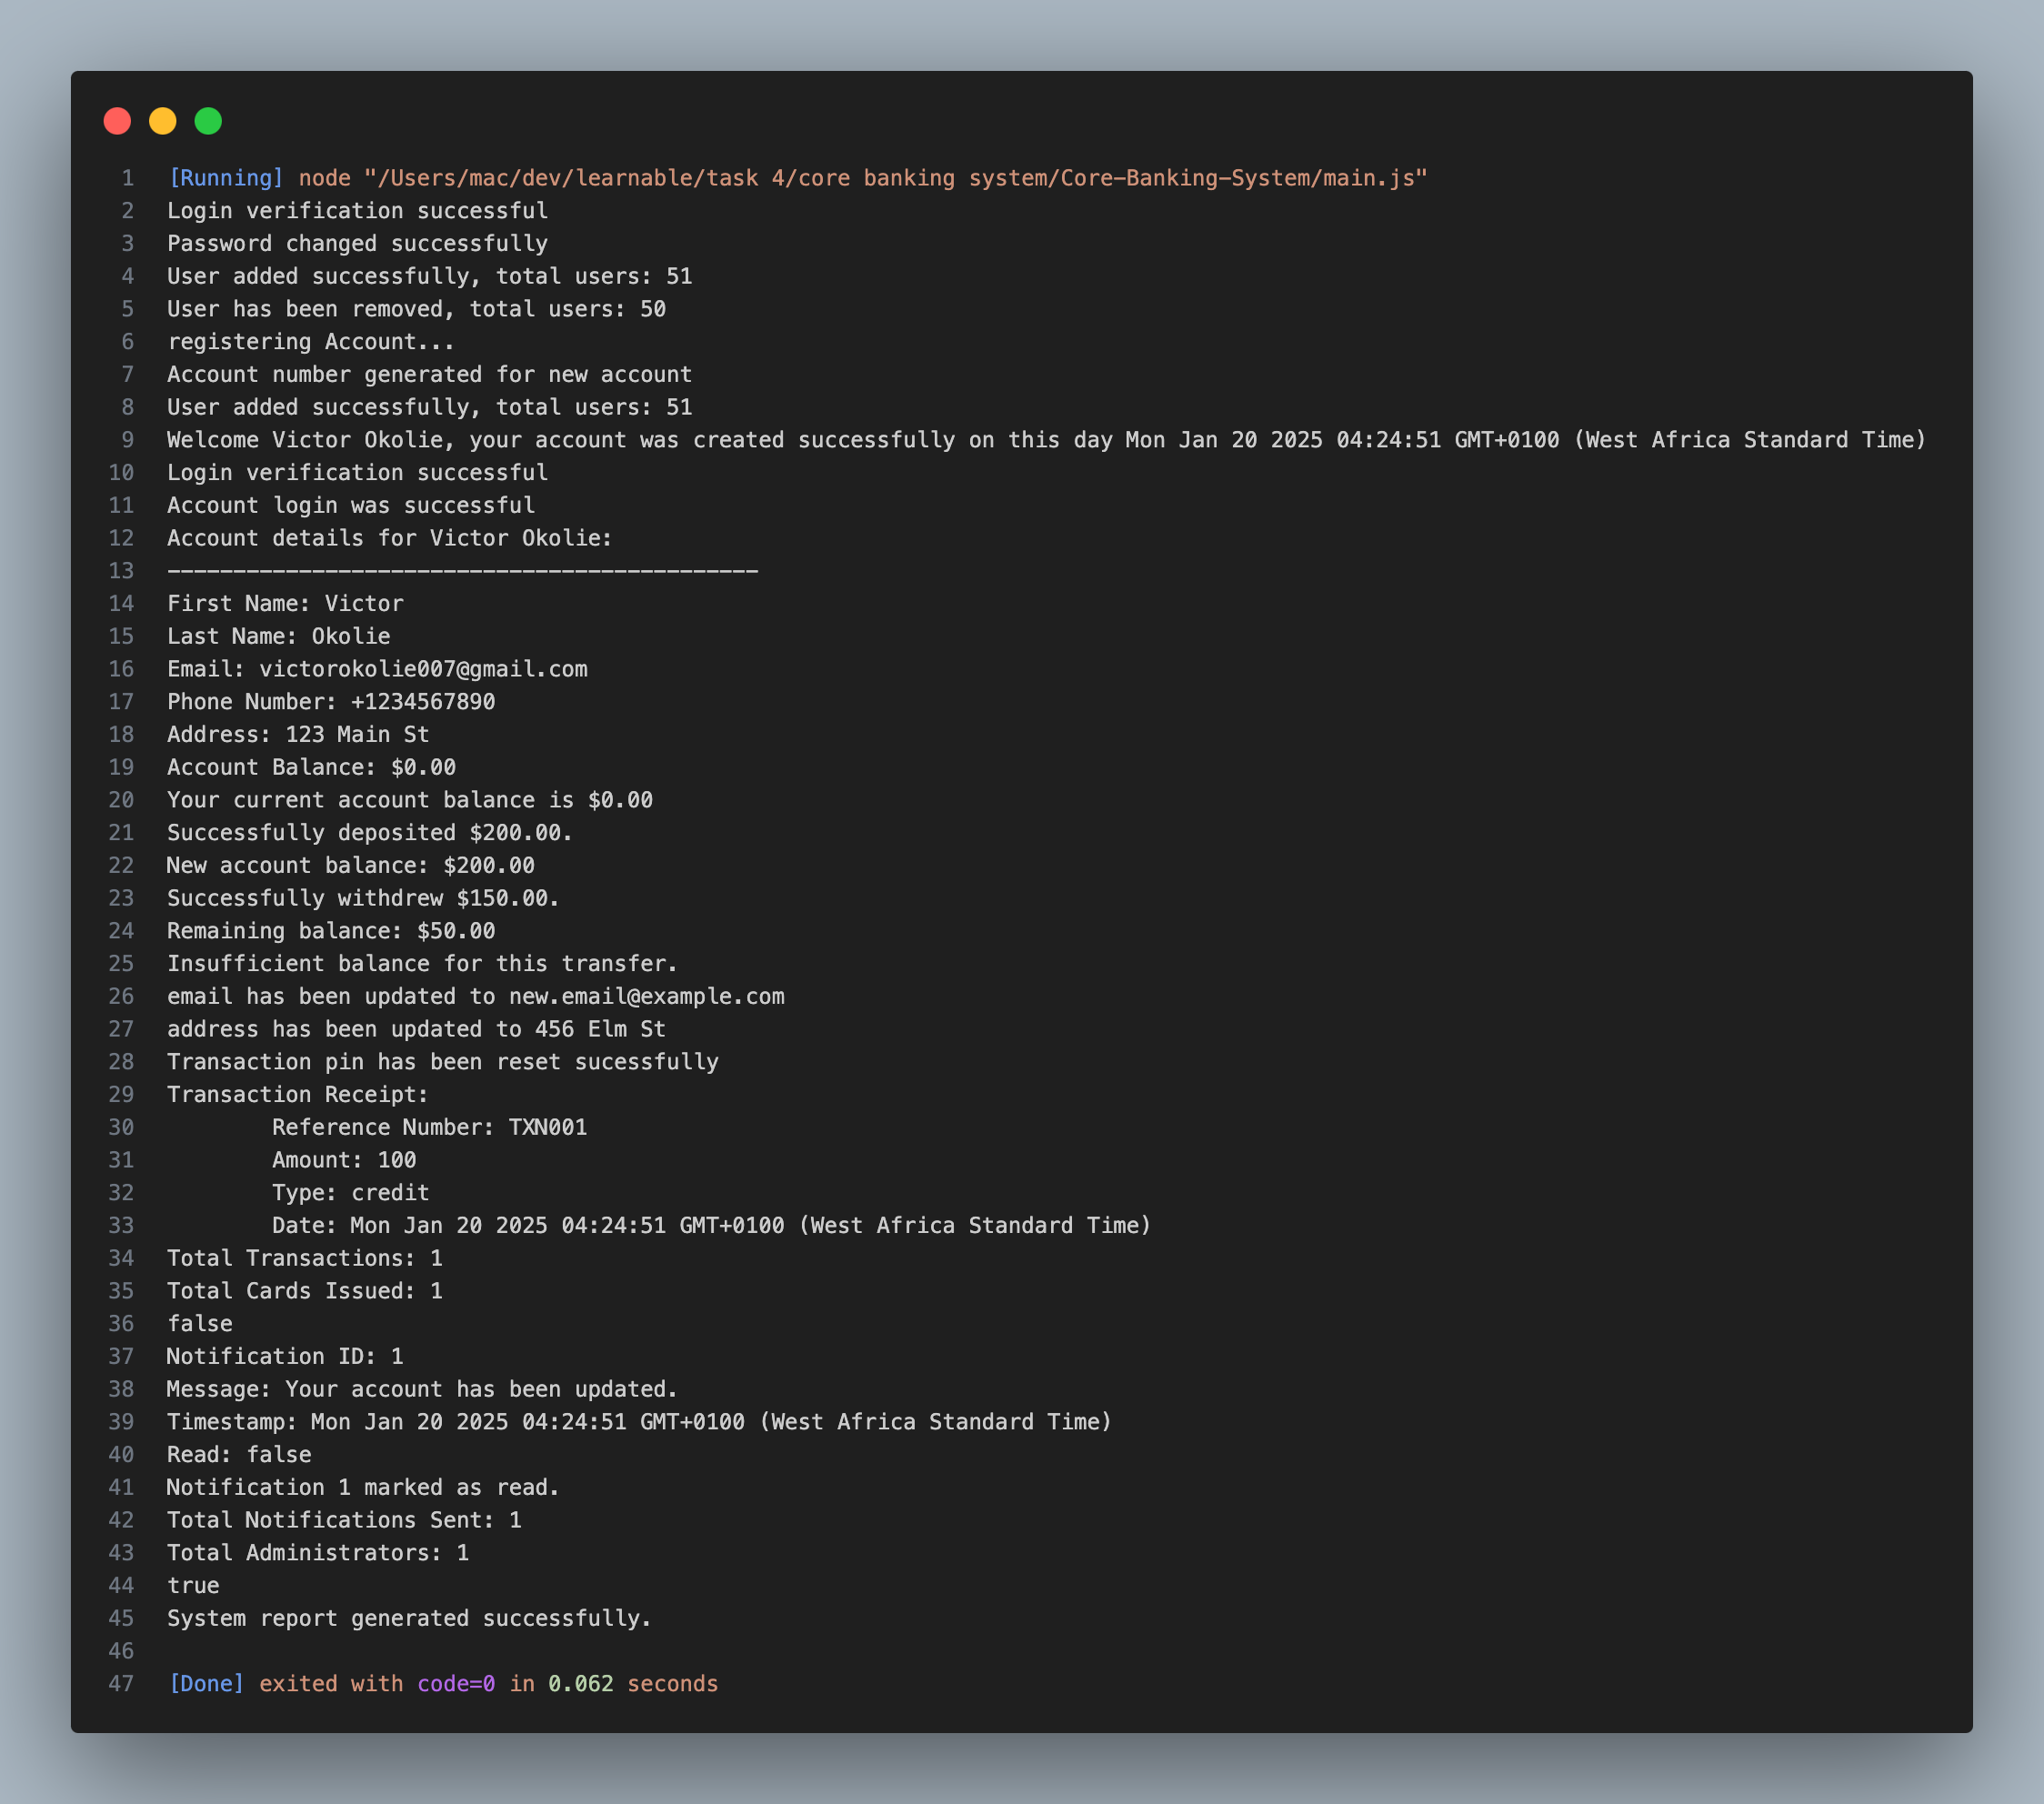 1 [Running] node "/Users/mac/dev/learnable/task 4/core banking system/Core-Banking-System/main.js"
2 Login verification successful
3 Password changed successfully
4 User added successfully, total users: 51
5 User has been removed, total users: 50
6 registering Account...
7 Account number generated for new account
8 User added successfully, total users: 51
9 Welcome Victor Okolie, your account was created successfully on this day Mon Jan 20 2025 04:24:51 GMT+0100 (West Africa Standard Time)
10 Login verification successful
11 Account login was successful
12 Account details for Victor Okolie:
13 ---------------------------------------------
14 First Name: Victor
15 Last Name: Okolie
16 Email: victorokolie007@gmail.com
17 Phone Number: +1234567890
18 Address: 123 Main St
19 Account Balance: $0.00
20 Your current account balance is $0.00
21 Successfully deposited $200.00.
22 New account balance: $200.00
23 Successfully withdrew $150.00.
24 Remaining balance: $50.00
25 Insufficient balance for this transfer.
26 email has been updated to new.email@example.com
27 address has been updated to 456 Elm St
28 Transaction pin has been reset sucessfully
29 Transaction Receipt:
30         Reference Number: TXN001
31         Amount: 100
32         Type: credit
33         Date: Mon Jan 20 2025 04:24:51 GMT+0100 (West Africa Standard Time)
34 Total Transactions: 1
35 Total Cards Issued: 1
36 false
37 Notification ID: 1
38 Message: Your account has been updated.
39 Timestamp: Mon Jan 20 2025 04:24:51 GMT+0100 (West Africa Standard Time)
40 Read: false
41 Notification 1 marked as read.
42 Total Notifications Sent: 1
43 Total Administrators: 1
44 true
45 System report generated successfully.
46
47 [Done] exited with code=0 in 0.062 seconds